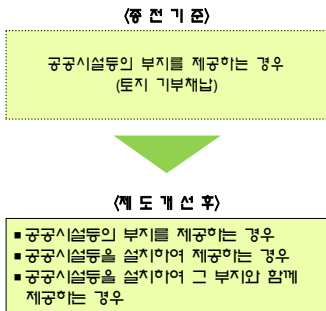 <종 전 기 준>
공공시설등의 부지를 제공하는 경우
(토지 기부채납)
<제 도 개 선 후>
▪공공시설등의 부지를 제공하는 경우
▪공공시설등을 설치하여 제공하는 경우
▪공공시설등을 설치하여 그 부지와 함께
제공하는 경우